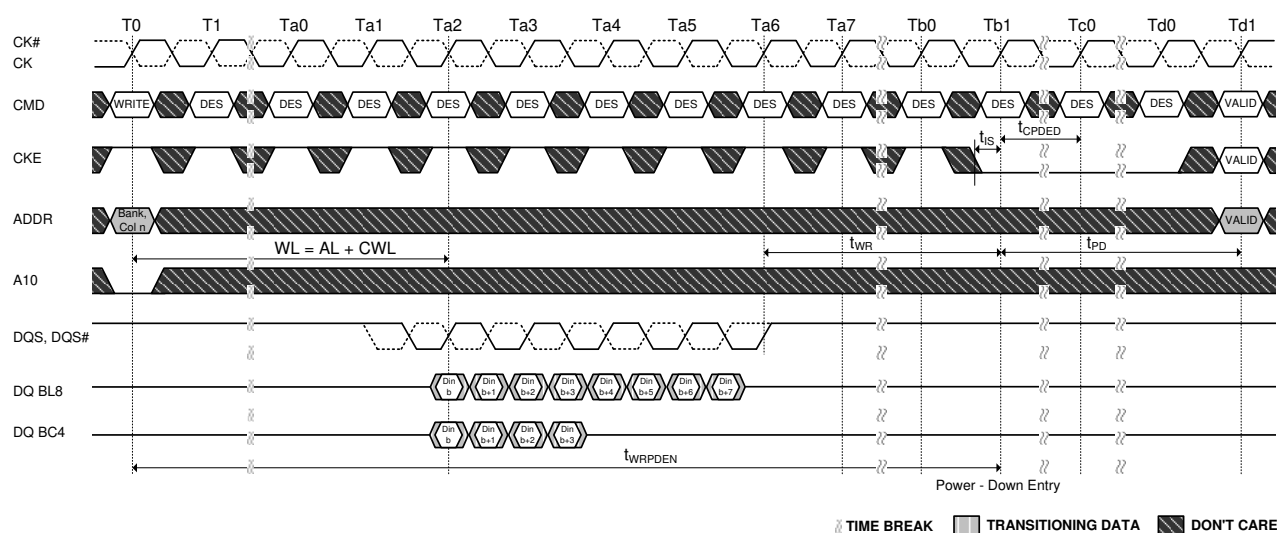 T0 T1 Ta0 Ta1 Ta2 Ta3 Ta4 Ta5 Ta6 Ta7 Tb0 Tb1 Tc0 Td0 Td1
CK#
CK
CMD WRITE DES DES DES DES DES DES DES DES DES DES DES DES DES VALID
tIS tCPDED
CKE VALID
ADDR Bank, Col n VALID
WL = AL + CWL tWR tPD
A10
DQS, DQS#
DQ BL8 Din b Din b+1 Din b+2 Din b+3 Din b+4 Din b+5 Din b+6 Din b+7
DQ BC4 Din b Din b+1 Din b+2 Din b+3
tWRPDEN
Power - Down Entry
TIME BREAK TRANSITIONING DATA DON'T CARE